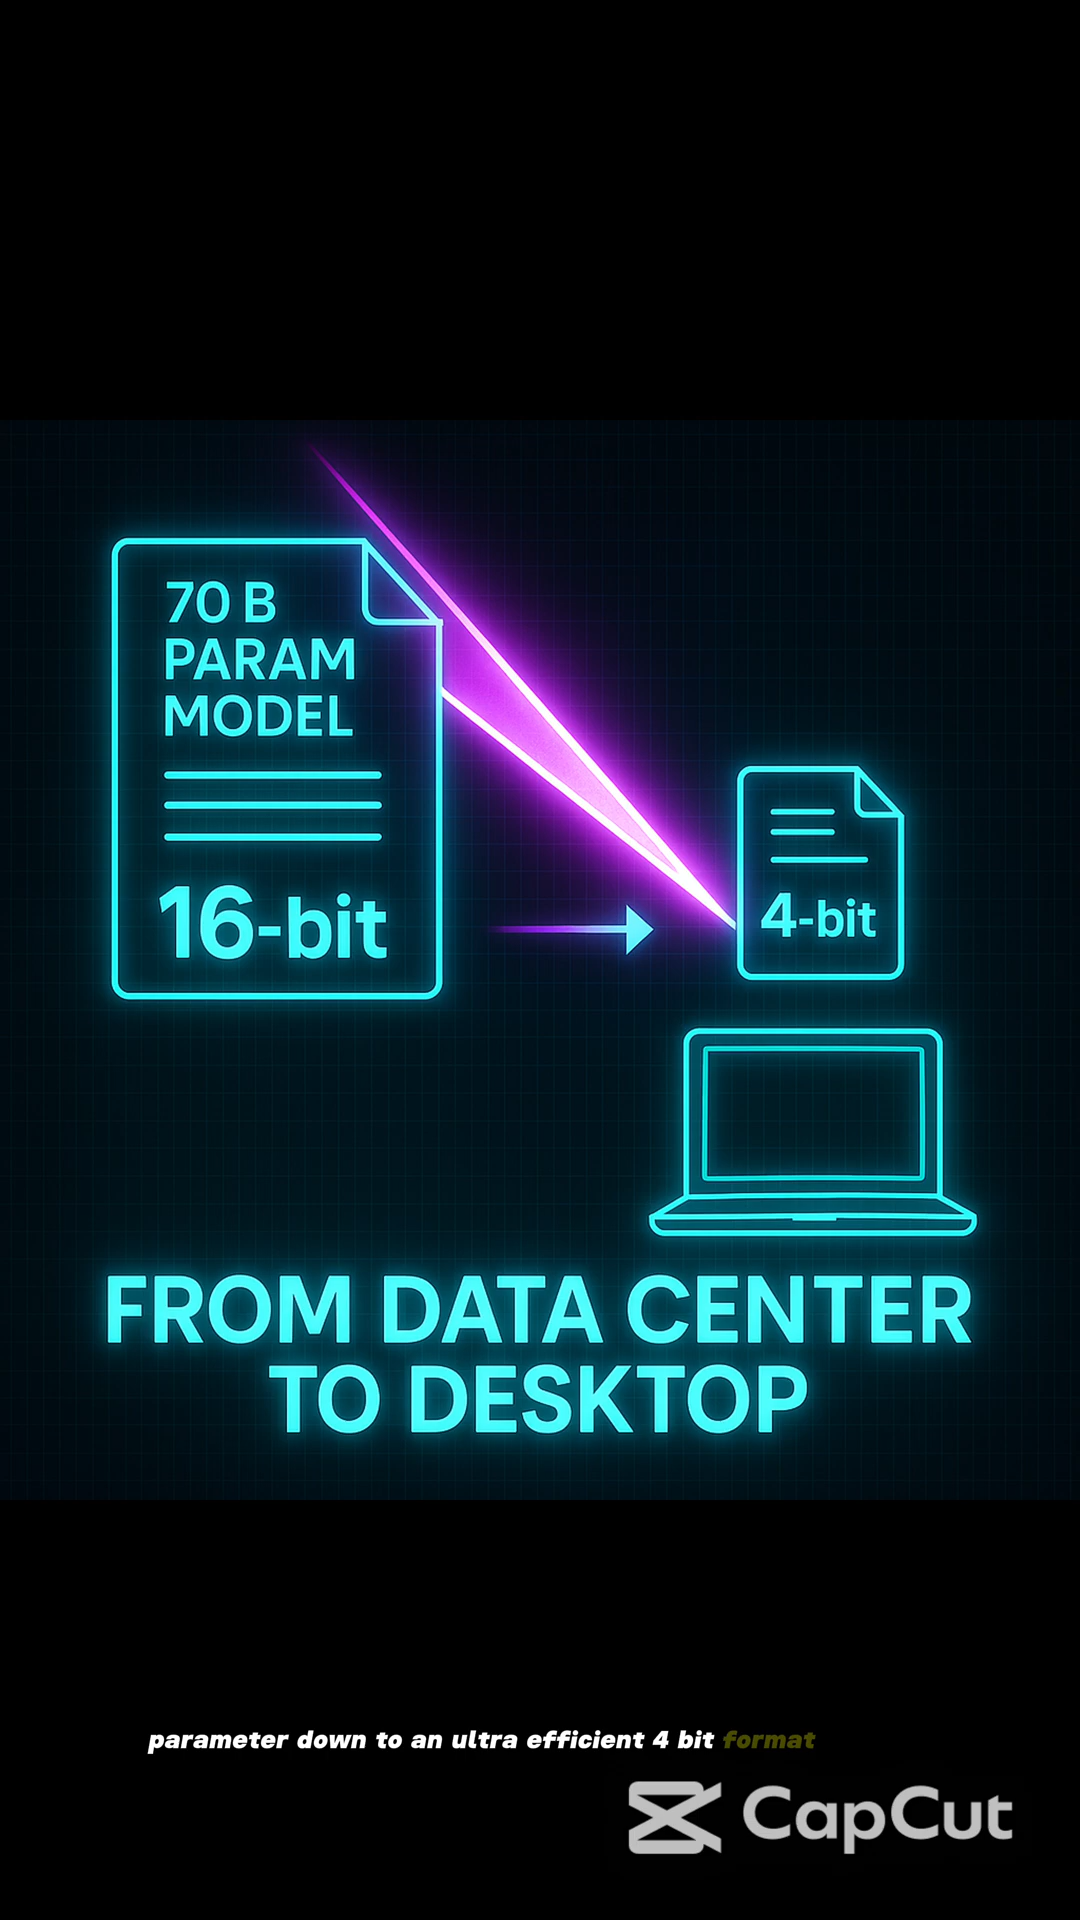 70 B
PARAM
MODEL
16-bit
4-bit
FROM DATA CENTER
TO DESKTOP
parameter down to an ultra efficient 4 bit format
CapCut